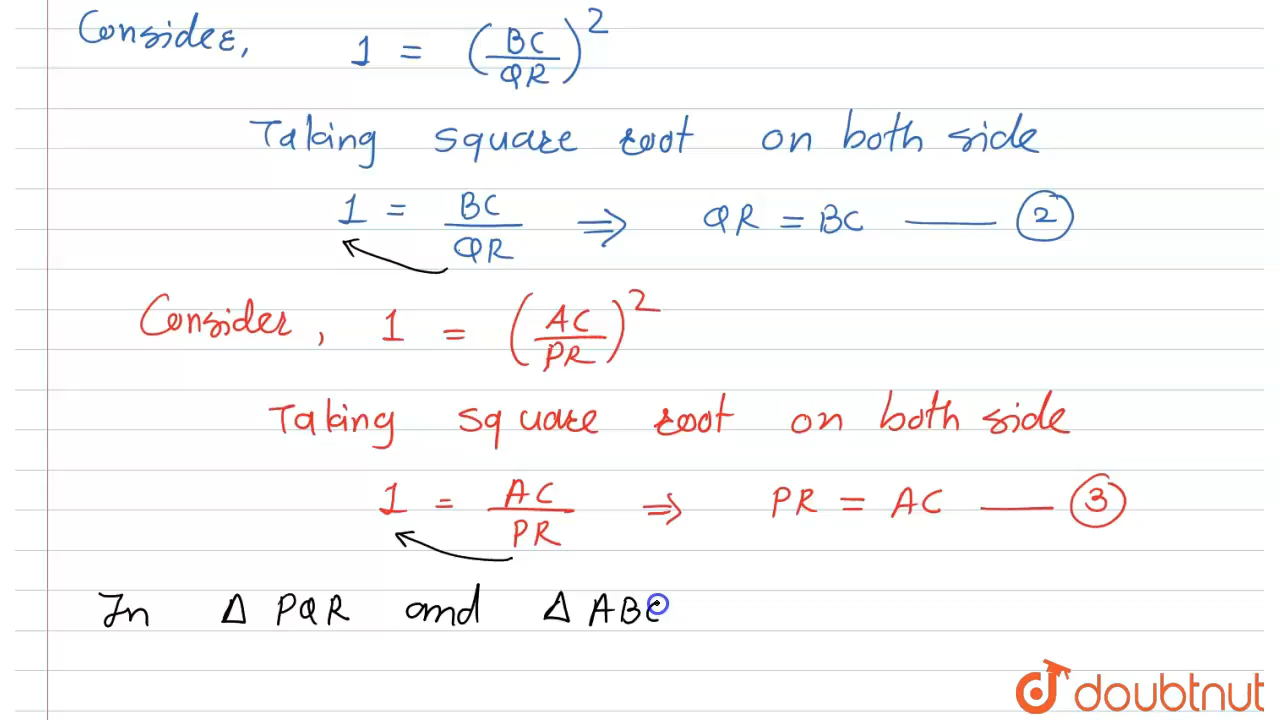 Consider, 1 = (BC/QR)²
Taking square root on both side
1 = BC/QR ⇒ QR = BC —— ②
Consider, 1 = (AC/PR)²
Taking square root on both side
1 = AC/PR ⇒ PR = AC —— ③
In Δ PQR and Δ ABC
doubtnut